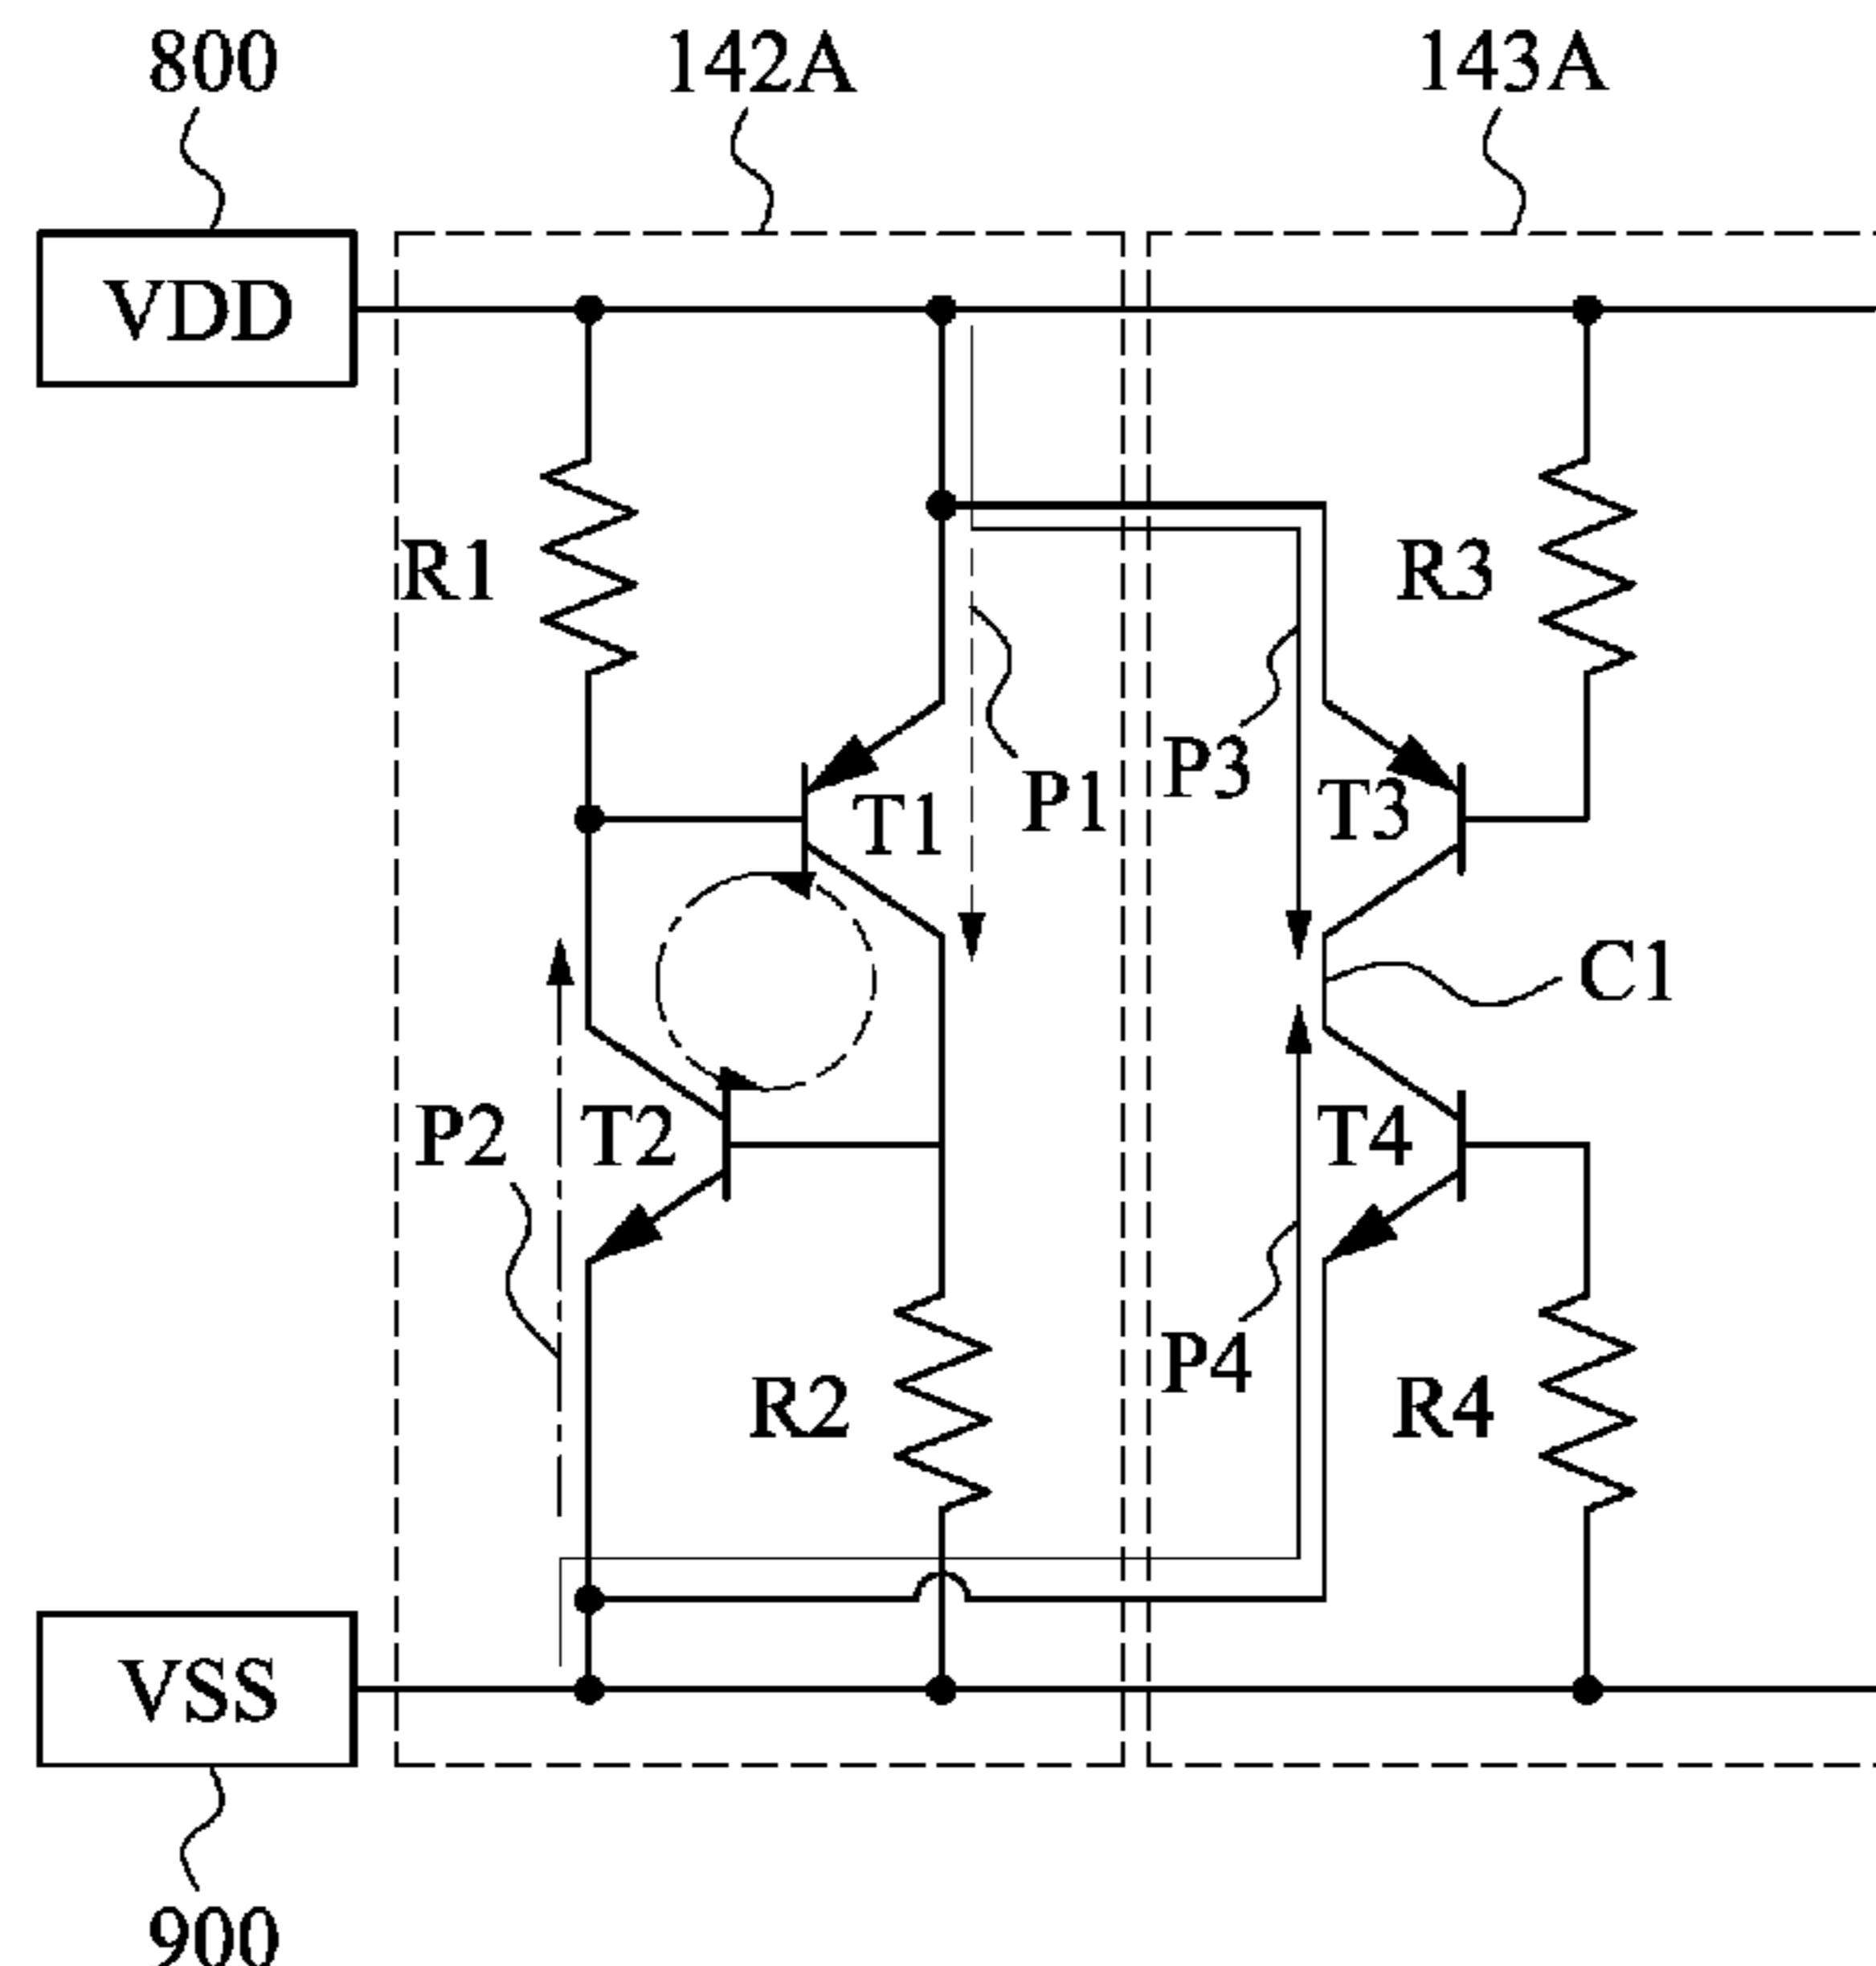 800
142A
143A
VDD
R1
R3
P3
P1
T1
T3
C1
P2
T2
T4
P4
R2
R4
VSS
900